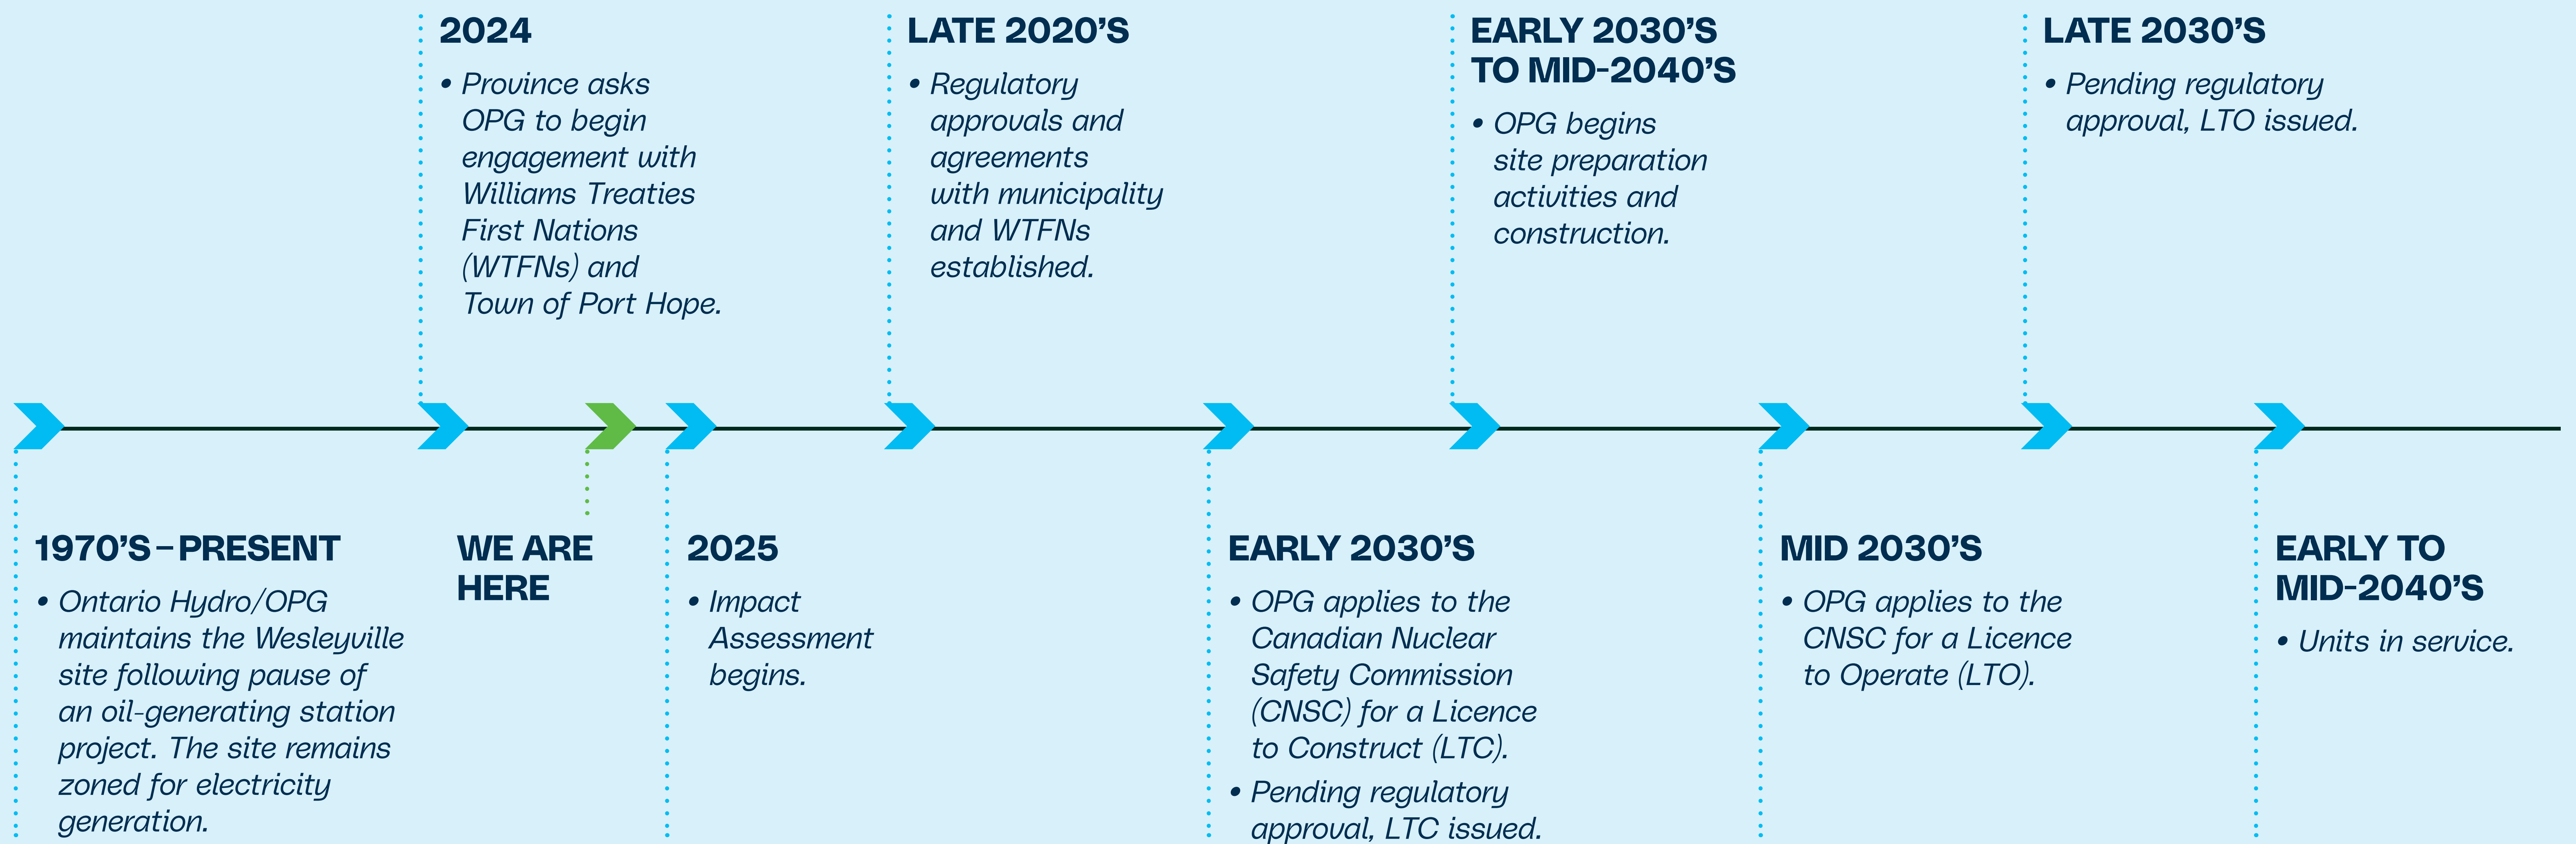 2024
• Province asks
OPG to begin
engagement with
Williams Treaties
First Nations
(WTFNs) and
Town of Port Hope.
LATE 2020’S
• Regulatory
approvals and
agreements
with municipality
and WTFNs
established.
EARLY 2030’S
TO MID-2040’S
• OPG begins
site preparation
activities and
construction.
LATE 2030’S
• Pending regulatory
approval, LTO issued.
1970’S – PRESENT
• Ontario Hydro/OPG
maintains the Wesleyville
site following pause of
an oil-generating station
project. The site remains
zoned for electricity
generation.
WE ARE
HERE
2025
• Impact
Assessment
begins.
EARLY 2030’S
• OPG applies to the
Canadian Nuclear
Safety Commission
(CNSC) for a Licence
to Construct (LTC).
• Pending regulatory
approval, LTC issued.
MID 2030’S
• OPG applies to the
CNSC for a Licence
to Operate (LTO).
EARLY TO
MID-2040’S
• Units in service.